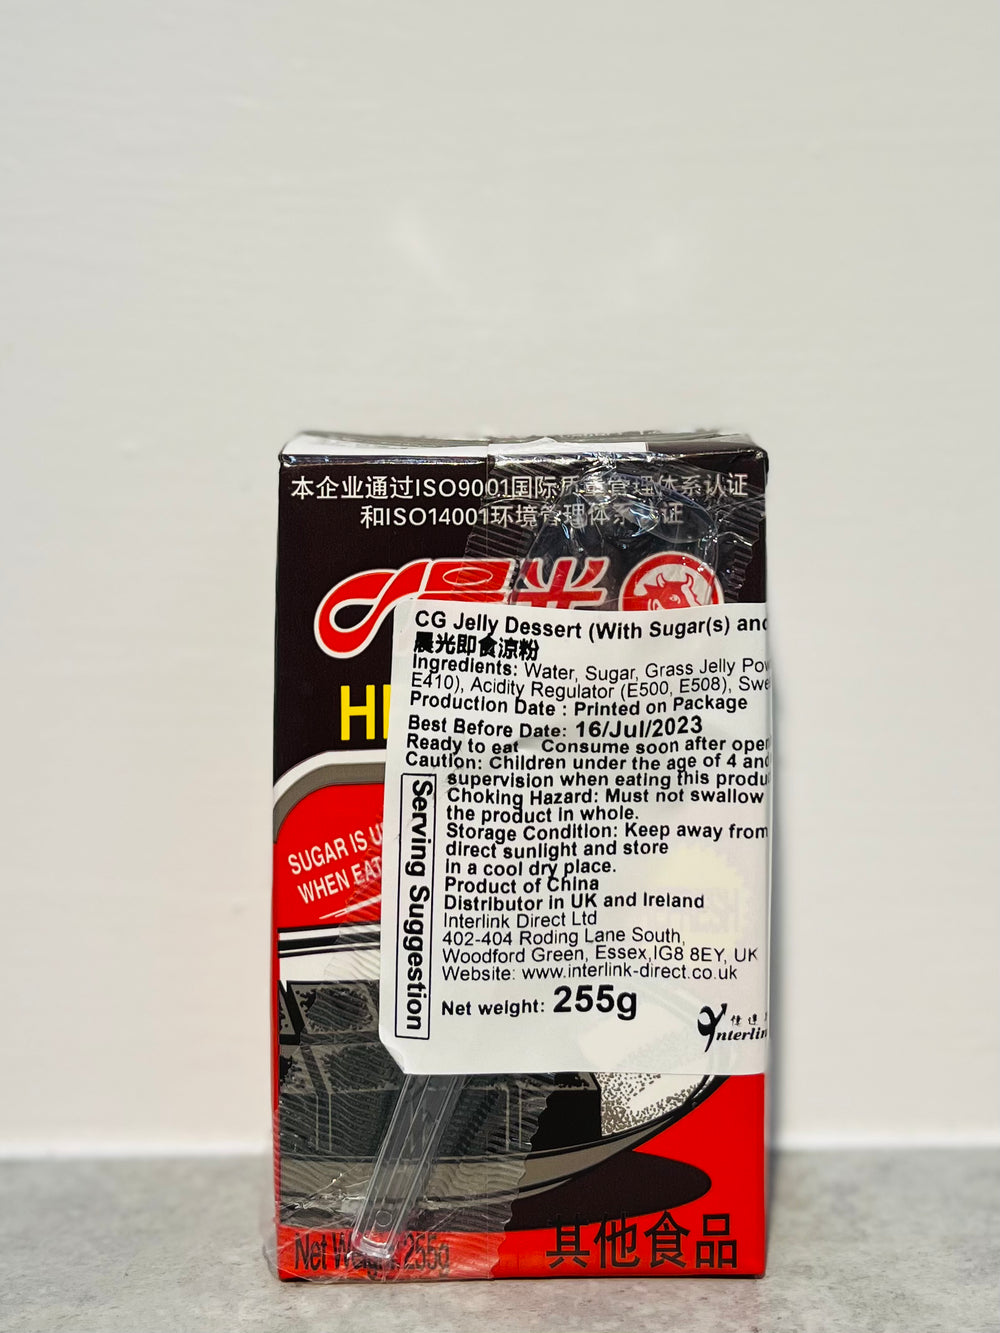 本企业通过ISO9001国际质量管理体系认证
和ISO14001环境管理体系认证
晨光
CG Jelly Dessert (With Sugar(s) and
晨光即食涼粉
Ingredients: Water, Sugar, Grass Jelly
E410), Acidity Regulator (E500, E508),
Production Date : Printed on Package
Best Before Date: 16/Jul/2023
Ready to eat Consume soon after
Caution: Children under the age of 4 and
supervision when eating this
Choking Hazard: Must not swallow
the product in whole.
Storage Condition: Keep away from
direct sunlight and store
in a cool dry place.
Product of China
Distributor in UK and Ireland
Interlink Direct Ltd
402-404 Roding Lane South,
Woodford Green, Essex,IG8 8EY, UK
Website: www.interlink-direct.co.uk
Net weight: 255g
Serving Suggestion
SUGAR IS
WHEN
Net Weight:255g
其他食品